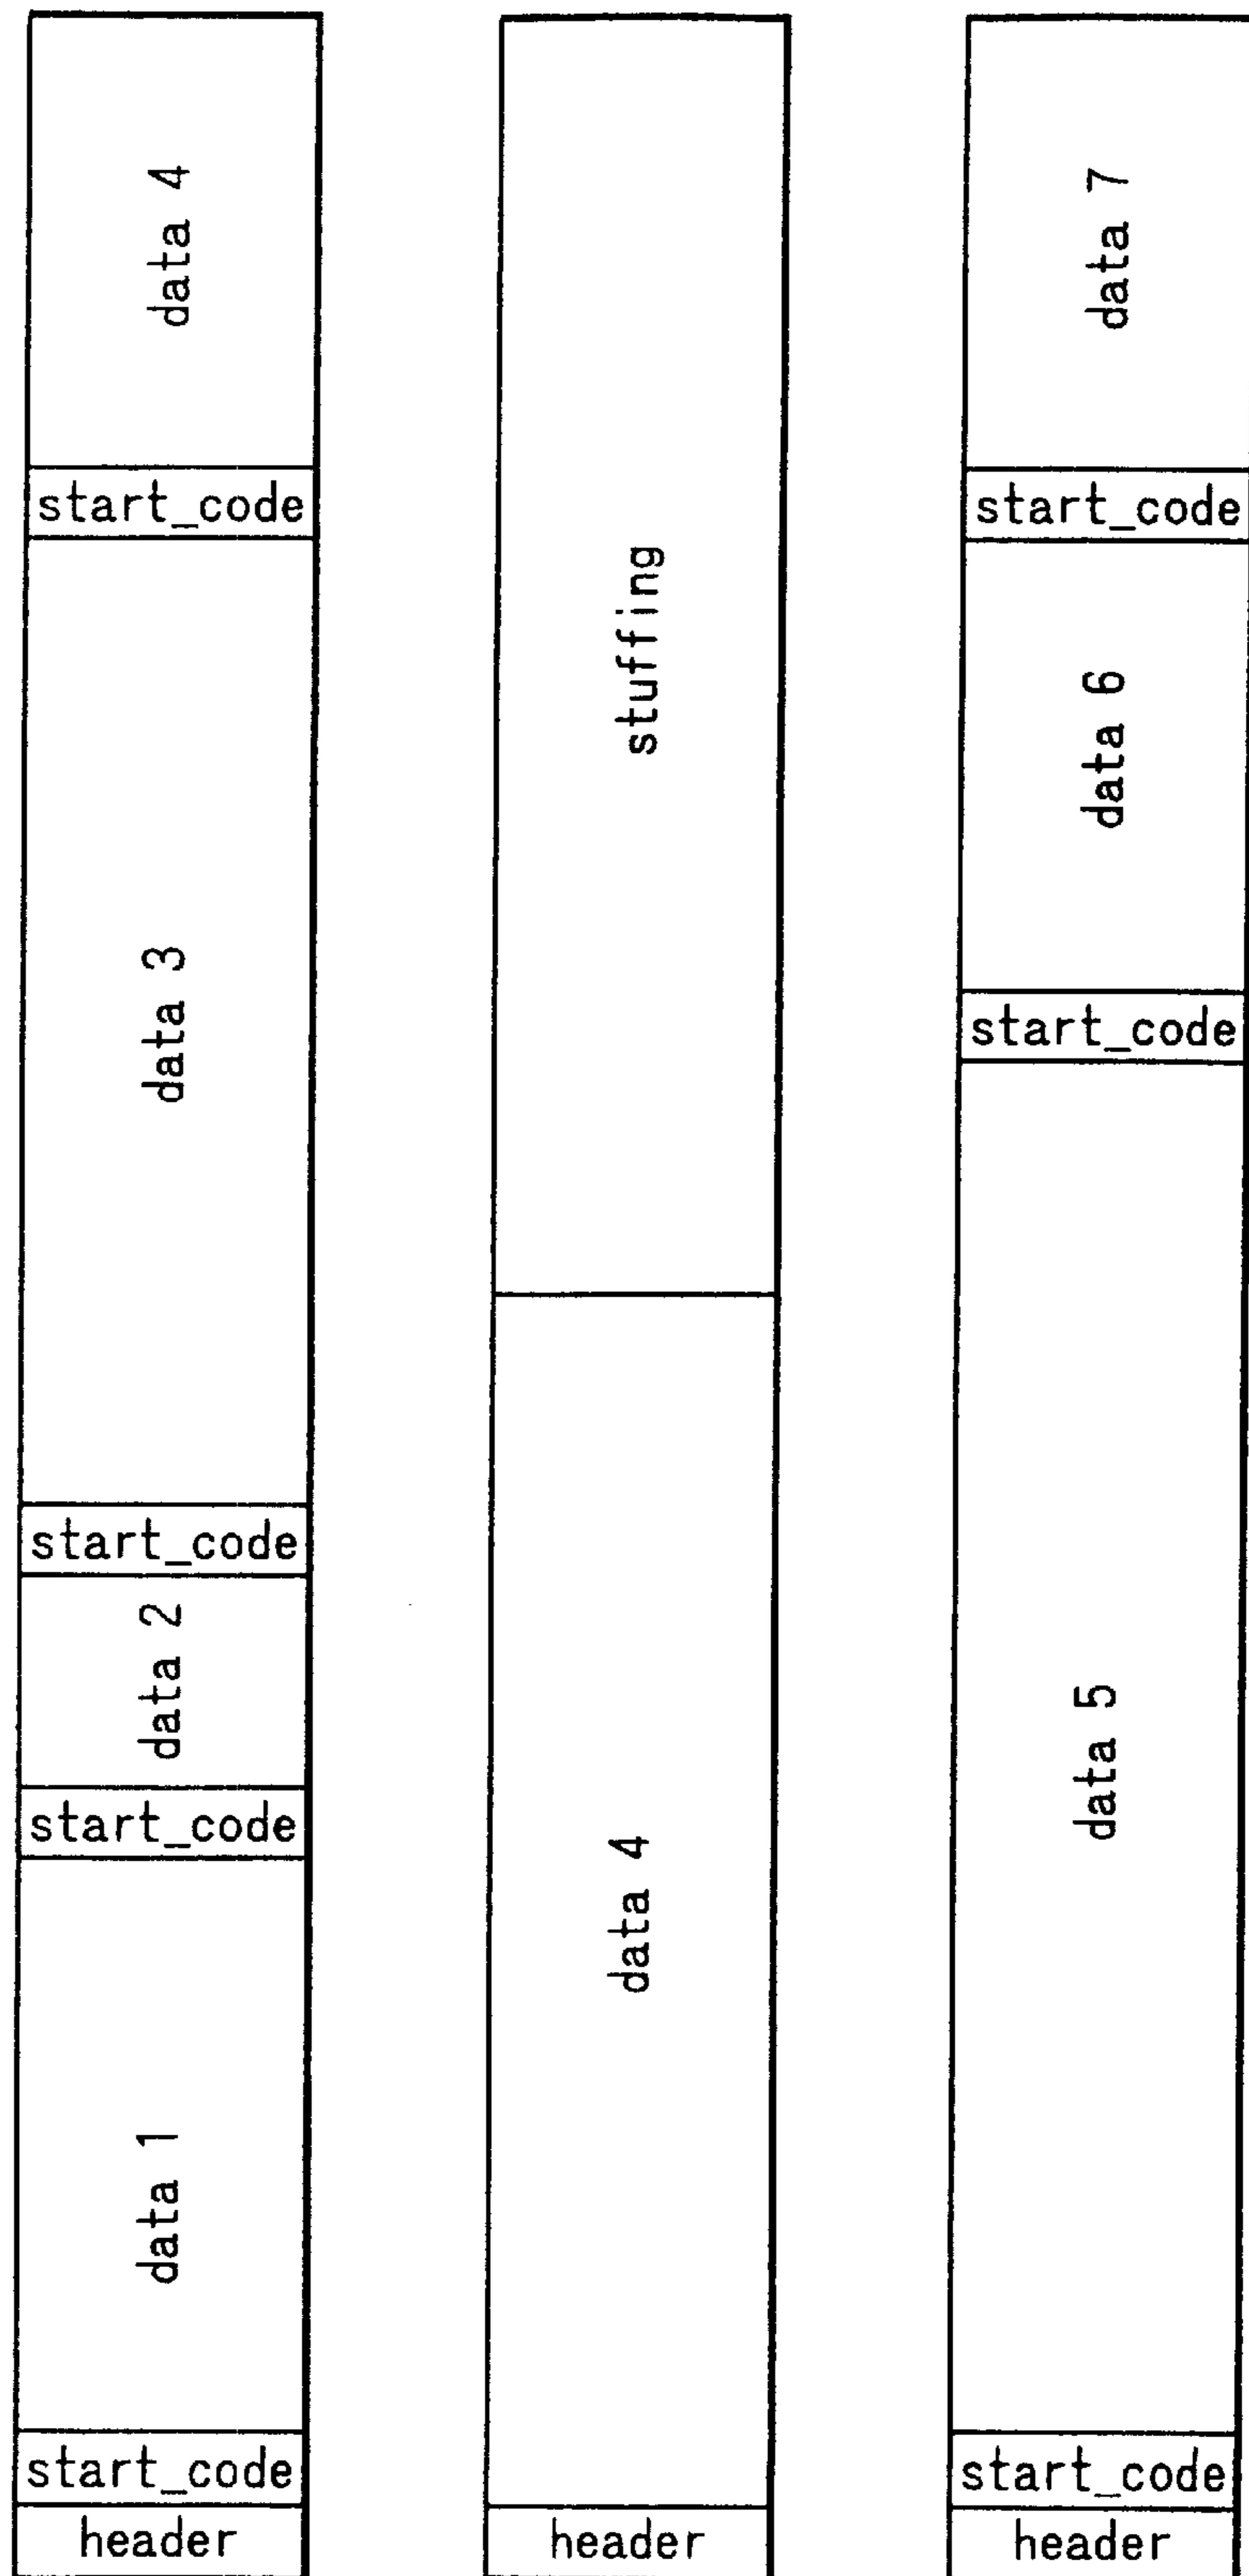 data 4
start_code
data 3
start_code
data 2
start_code
data 1
start_code
header
stuffing
data 4
header
data 7
start_code
data 6
start_code
data 5
start_code
header